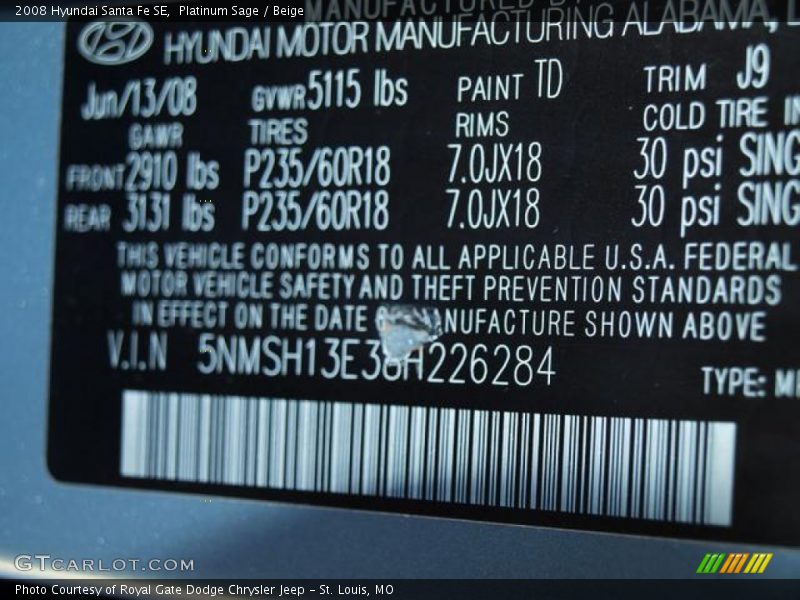 2008 Hyundai Santa Fe SE, Platinum Sage / Beige
MANUFACTURED BY
HYUNDAI MOTOR MANUFACTURING ALABAMA, L
Jun/13/08 GVWR 5115 lbs PAINT TD TRIM J9
GAWR TIRES RIMS COLD TIRE IN
FRONT 2910 lbs P235/60R18 7.0JX18 30 psi SING
REAR 3131 lbs P235/60R18 7.0JX18 30 psi SING
THIS VEHICLE CONFORMS TO ALL APPLICABLE U.S.A. FEDERAL
MOTOR VEHICLE SAFETY AND THEFT PREVENTION STANDARDS
IN EFFECT ON THE DATE NUFACTURE SHOWN ABOVE
V.I.N 5NMSH13E38H226284
TYPE: M
GTCARLOT.COM
Photo Courtesy of Royal Gate Dodge Chrysler Jeep – St. Louis, MO